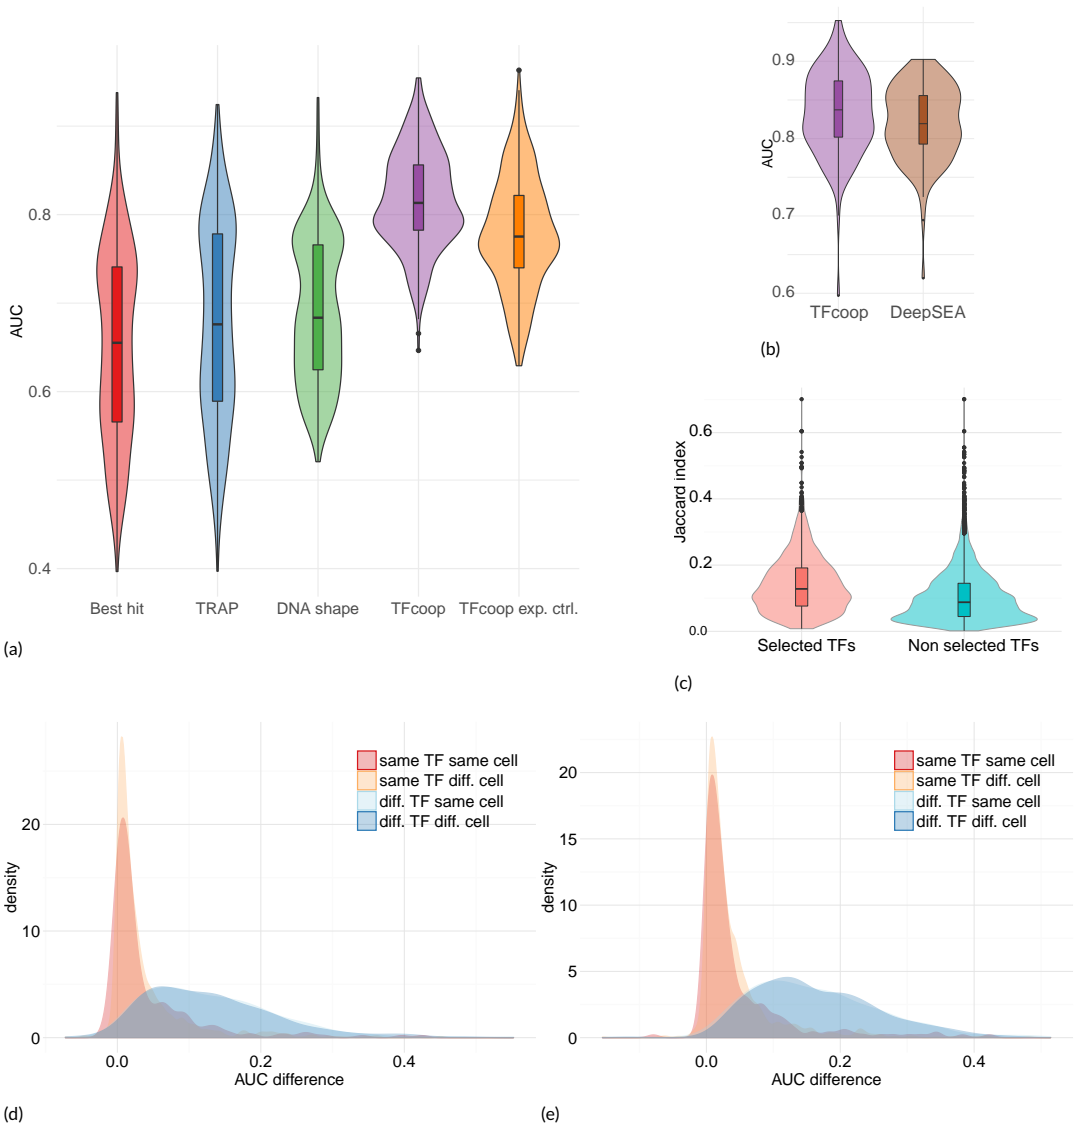 AUC
0.8
0.6
0.4
Best hit TRAP DNA shape TFcoop TFcoop exp. ctrl.
(a)
AUC
0.9
0.8
0.7
0.6
TFcoop DeepSEA
(b)
Jaccard index
0.6
0.4
0.2
0.0
Selected TFs Non selected TFs
(c)
density
20
10
0
same TF same cell
same TF diff. cell
diff. TF same cell
diff. TF diff. cell
0.0 0.2 0.4
AUC difference
(d)
density
20
15
10
5
0
same TF same cell
same TF diff. cell
diff. TF same cell
diff. TF diff. cell
0.0 0.2 0.4
AUC difference
(e)